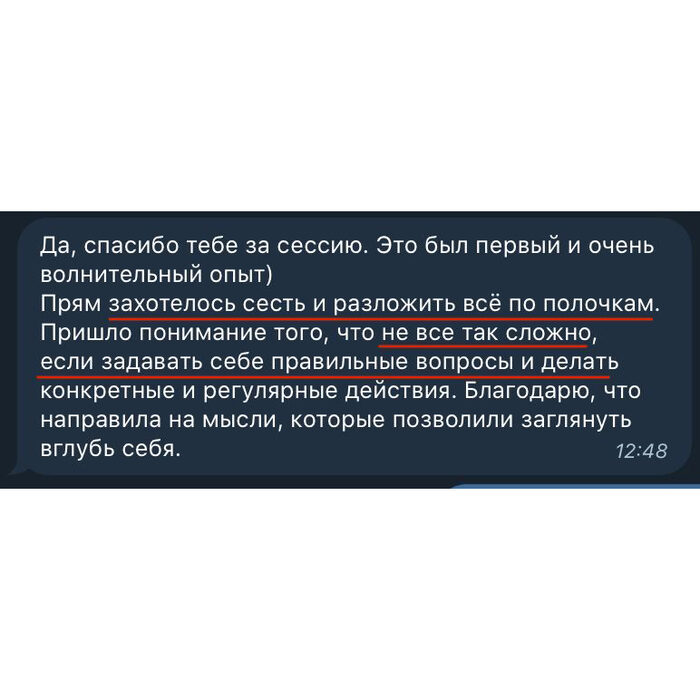 Да, спасибо тебе за сессию. Это был первый и очень
волнительный опыт)
Прям захотелось сесть и разложить всё по полочкам.
Пришло понимание того, что не все так сложно,
если задавать себе правильные вопросы и делать
конкретные и регулярные действия. Благодарю, что
направила на мысли, которые позволили заглянуть
вглубь себя.
12:48